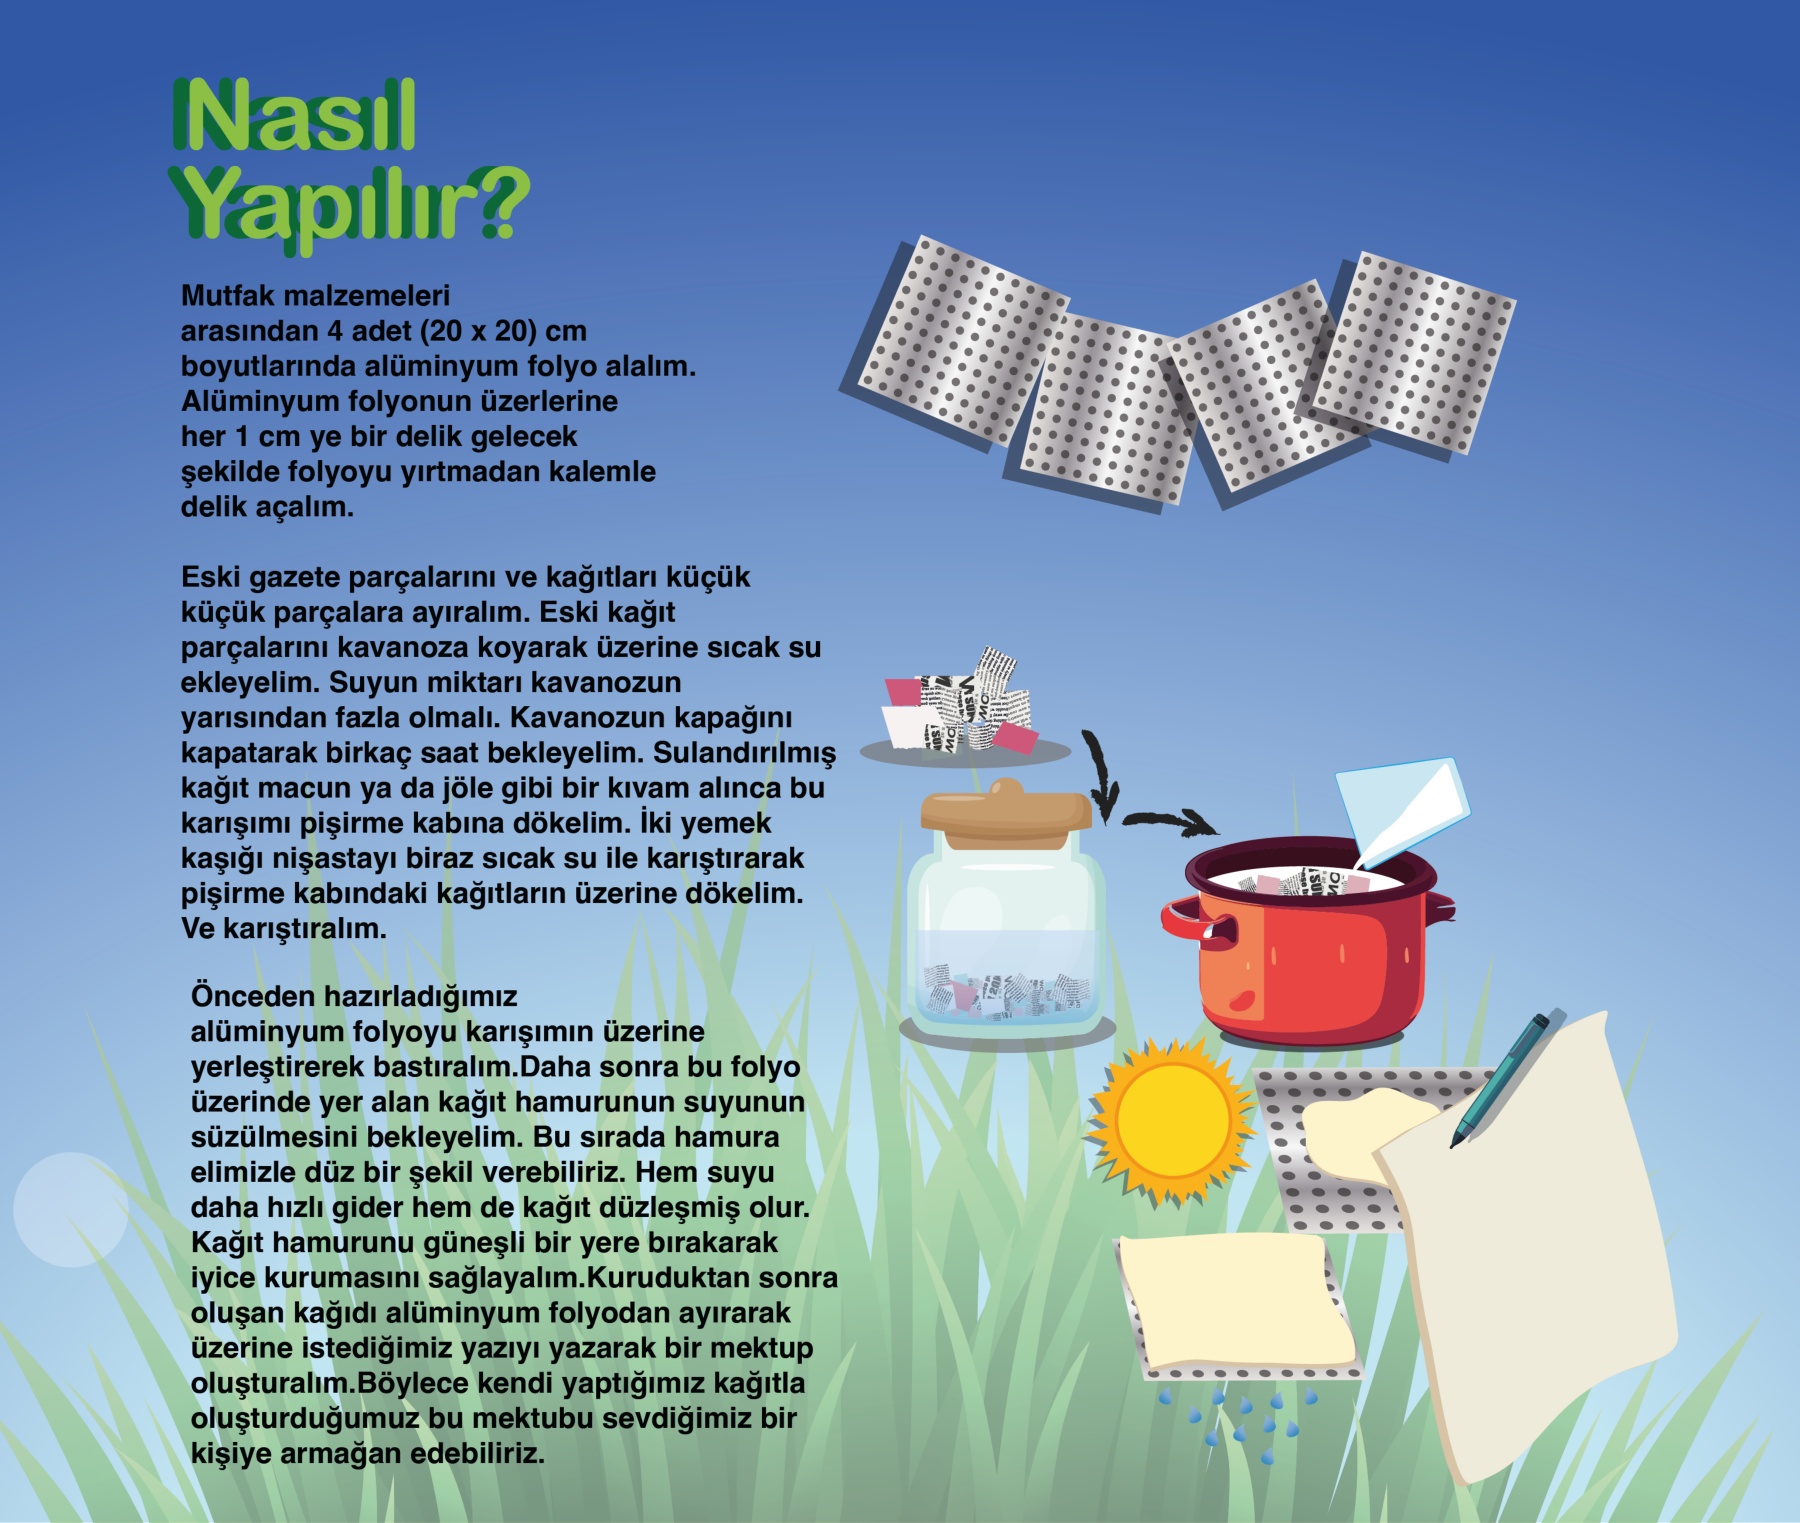 Nasıl
Yapılır?
Mutfak malzemeleri
arasından 4 adet (20 x 20) cm
boyutlarında alüminyum folyo alalım.
Alüminyum folyonun üzerlerine
her 1 cm ye bir delik gelecek
şekilde folyoyu yırtmadan kalemle
delik açalım.
Eski gazete parçalarını ve kağıtları küçük
küçük parçalara ayıralım. Eski kağıt
parçalarını kavanoza koyarak üzerine sıcak su
ekleyelim. Suyun miktarı kavanozun
yarısından fazla olmalı. Kavanozun kapağını
kapatarak birkaç saat bekleyelim. Sulandırılmış
kağıt macun ya da jöle gibi bir kıvam alınca bu
karışımı pişirme kabına dökelim. İki yemek
kaşığı nişastayı biraz sıcak su ile karıştırarak
pişirme kabındaki kağıtların üzerine dökelim.
Ve karıştıralım.
Önceden hazırladığımız
alüminyum folyoyu karışımın üzerine
yerleştirerek bastıralım.Daha sonra bu folyo
üzerinde yer alan kağıt hamurunun suyunun
süzülmesini bekleyelim. Bu sırada hamura
elimizle düz bir şekil verebiliriz. Hem suyu
daha hızlı gider hem de kağıt düzleşmiş olur.
Kağıt hamurunu güneşli bir yere bırakarak
iyice kurumasını sağlayalım.Kuruduktan sonra
oluşan kağıdı alüminyum folyodan ayırarak
üzerine istediğimiz yazıyı yazarak bir mektup
oluşturalım.Böylece kendi yaptığımız kağıtla
oluşturduğumuz bu mektubu sevdiğimiz bir
kişiye armağan edebiliriz.